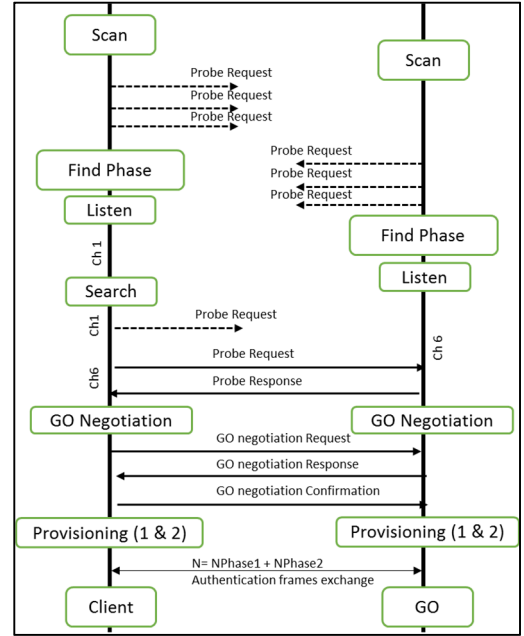 Scan
Scan
Probe Request
Probe Request
Probe Request
Probe Request
Probe Request
Probe Request
Find Phase
Listen
Find Phase
Ch 1
Listen
Search
Ch1
Probe Request
Ch 6
Probe Request
Ch6
Probe Response
GO Negotiation
GO Negotiation
GO negotiation Request
GO negotiation Response
GO negotiation Confirmation
Provisioning (1 & 2)
Provisioning (1 & 2)
N= NPhase1 + NPhase2
Authentication frames exchange
Client
GO